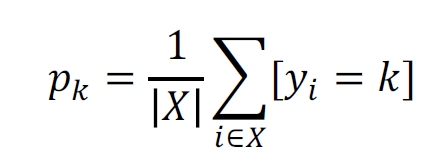 p_k = \frac{1}{|X|} \sum_{i \in X} [y_i = k]